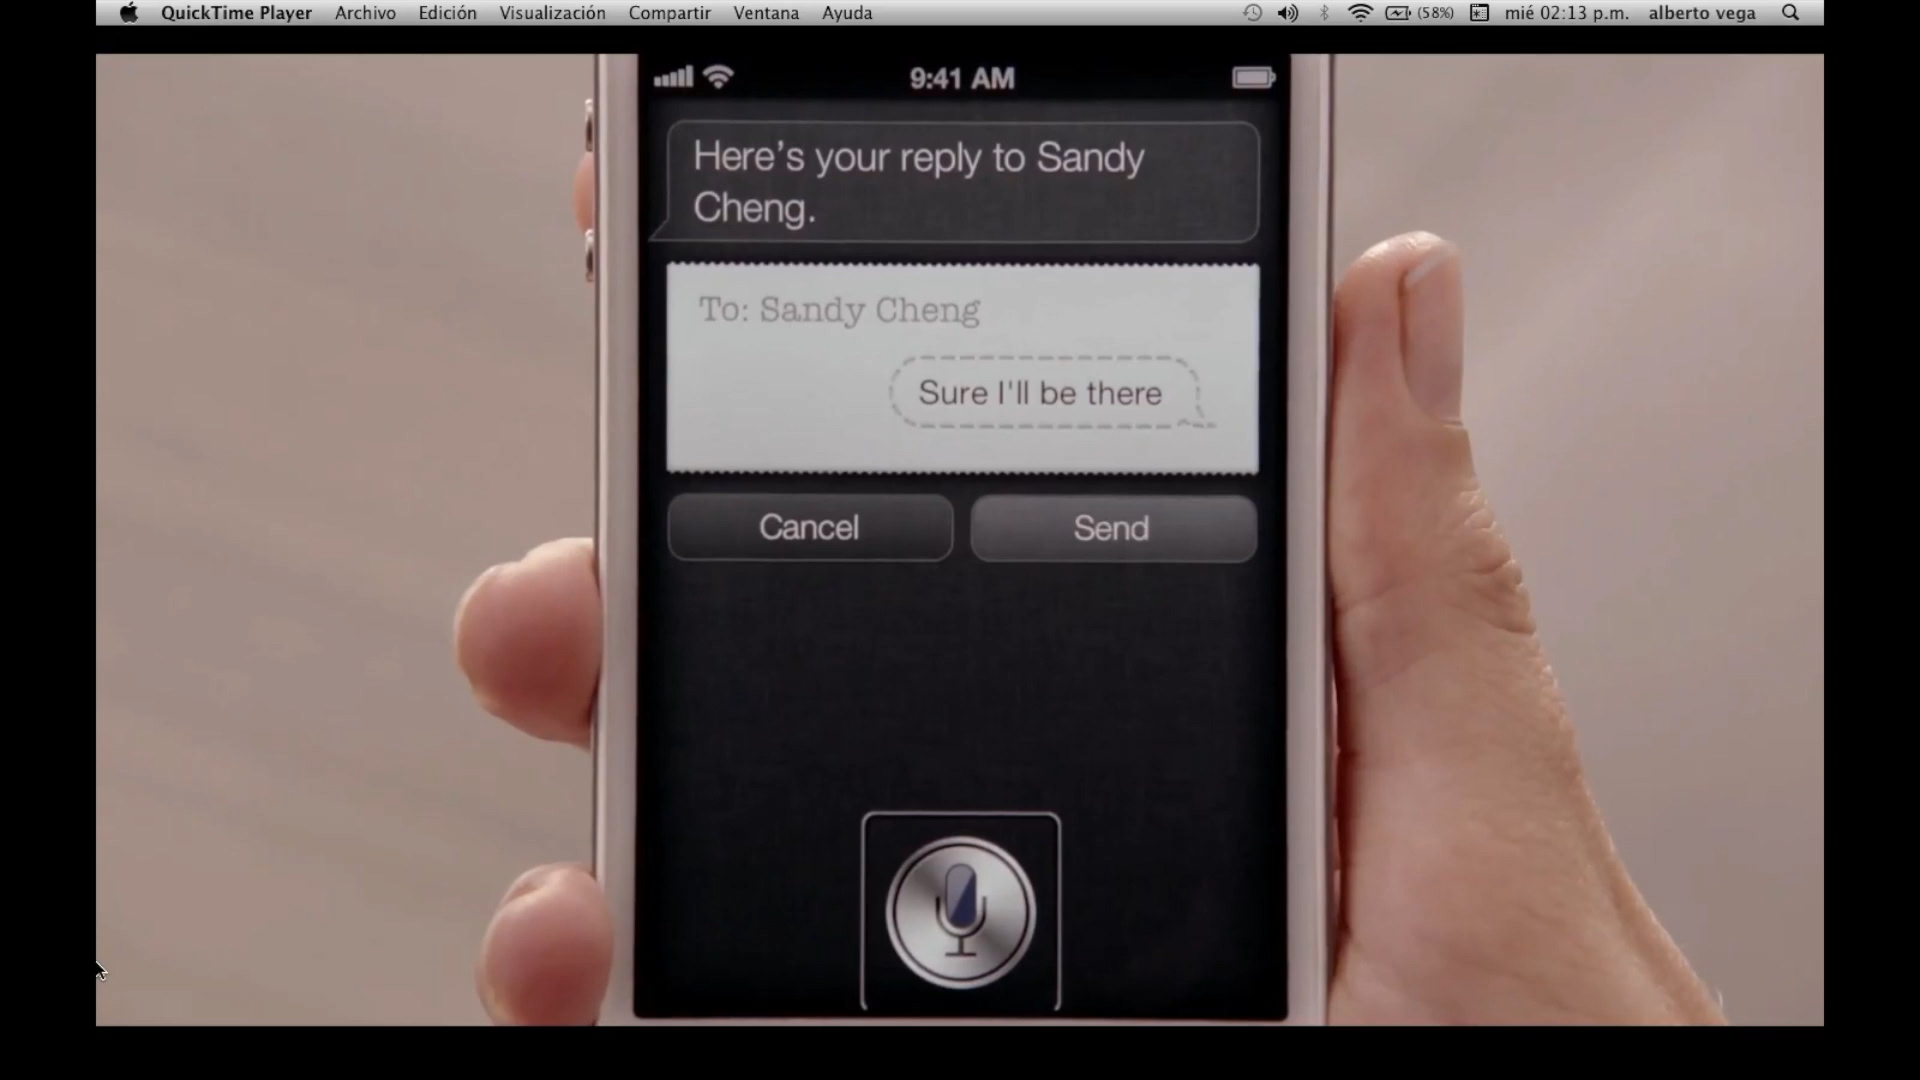 QuickTime Player Archivo Edición Visualización Compartir Ventana Ayuda (58%) mié 02:13 p.m. alberto vega
9:41 AM
Here's your reply to Sandy
Cheng.
To: Sandy Cheng
Sure I'll be there
Cancel Send